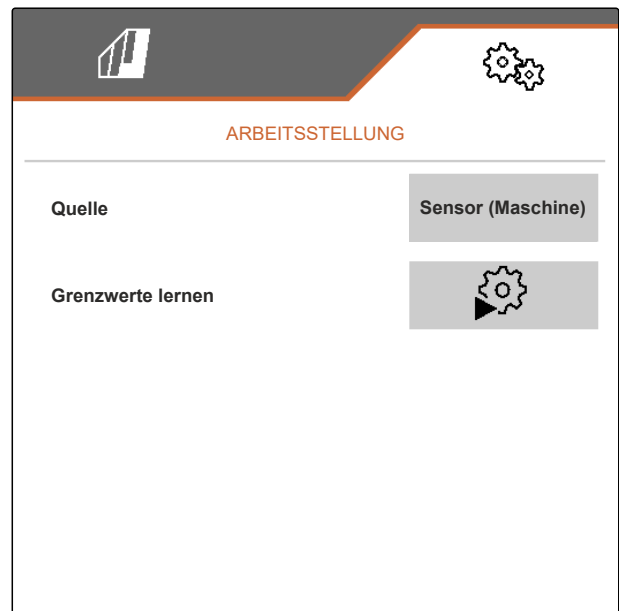 ARBEITSSTELLUNG
Quelle
Sensor (Maschine)
Grenzwerte lernen